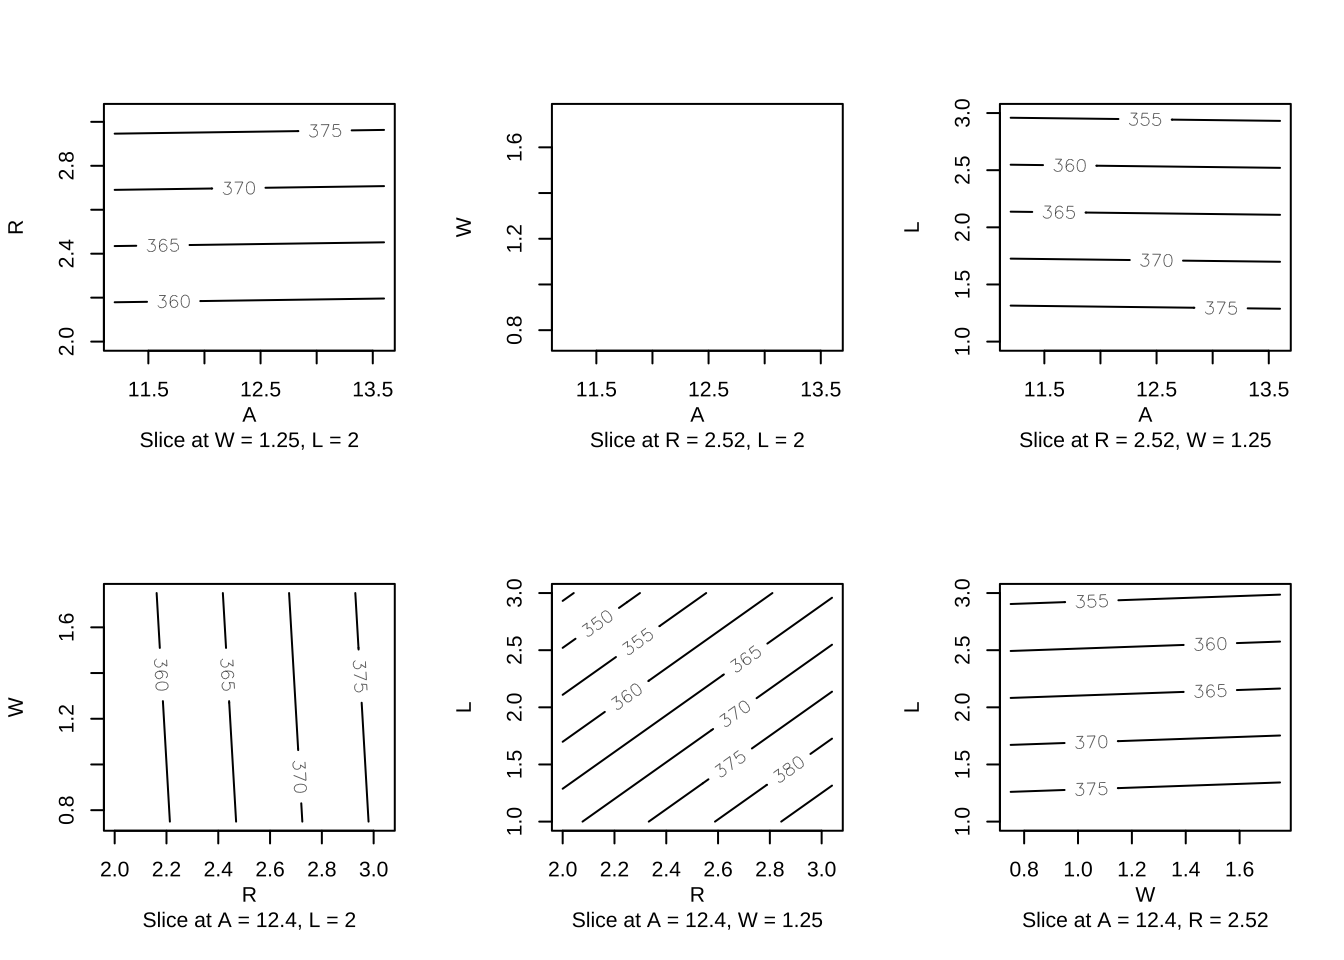 R
2.0 2.4 2.8
375
370
365
360
11.5 12.5 13.5
A
Slice at W = 1.25, L = 2
W
0.8 1.2 1.6
11.5 12.5 13.5
A
Slice at R = 2.52, L = 2
L
1.0 1.5 2.0 2.5 3.0
355
360
365
370
375
11.5 12.5 13.5
A
Slice at R = 2.52, W = 1.25
W
0.8 1.2 1.6
360 365 370 375
2.0 2.2 2.4 2.6 2.8 3.0
R
Slice at A = 12.4, L = 2
L
1.0 1.5 2.0 2.5 3.0
350
355
360
365
370
375
380
2.0 2.2 2.4 2.6 2.8 3.0
R
Slice at A = 12.4, W = 1.25
L
1.0 1.5 2.0 2.5 3.0
355
360
365
370
375
0.8 1.0 1.2 1.4 1.6
W
Slice at A = 12.4, R = 2.52